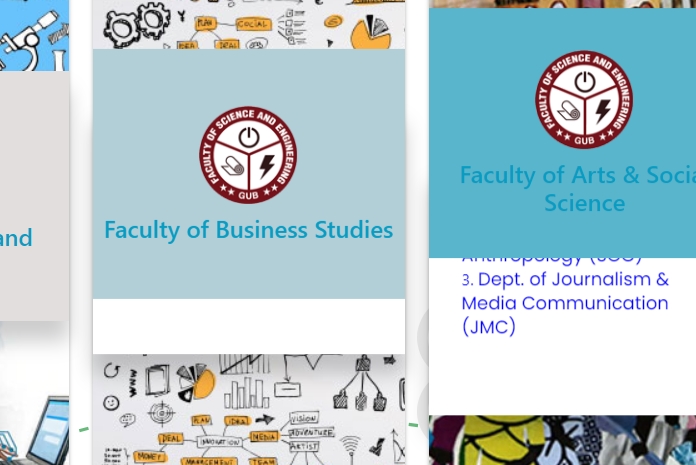 PLAN
SOCIAL
IDEA
DEAL
and
FACULTY OF SCIENCE AND ENGINEERING
GUB
Faculty of Business Studies
WWW
PLAN
IDEA
VISION
DEAL
INNOVATION
MEDIA
ADVENTURE
ARTIST
MONEY
MANAGEMENT
TEAM
FACULTY OF SCIENCE AND ENGINEERING
GUB
Faculty of Arts & Socia
Science
Anthropology
3. Dept. of Journalism &
Media Communication
(JMC)